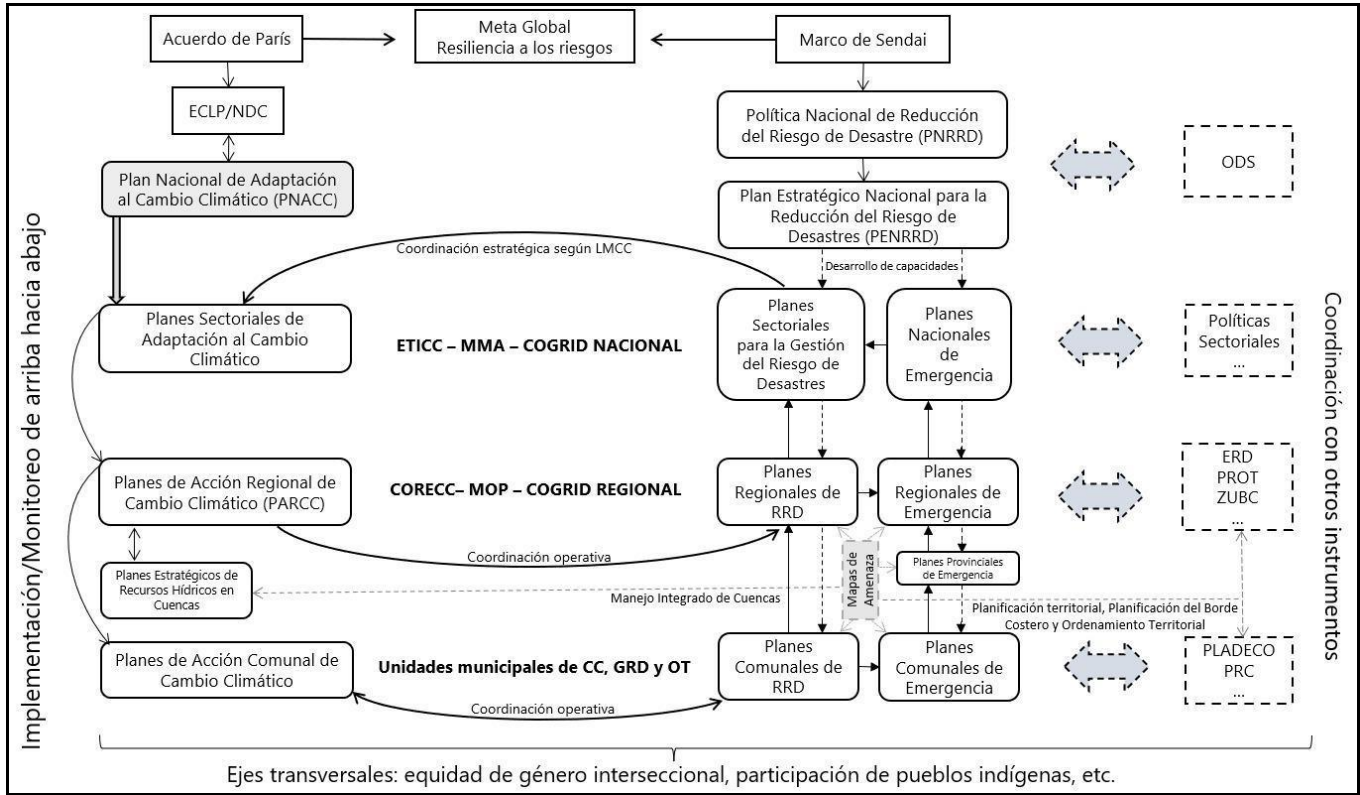 Acuerdo de París
Meta Global
Resiliencia a los riesgos
Marco de Sendai
ECLP/NDC
Política Nacional de Reducción
del Riesgo de Desastre (PNRRD)
ODS
Plan Nacional de Adaptación
al Cambio Climático (PNACC)
Plan Estratégico Nacional para la
Reducción del Riesgo de
Desastres (PENRRD)
Coordinación estratégica según LMCC
Desarrollo de capacidades
Planes Sectoriales de
Adaptación al Cambio
Climático
ETICC – MMA – COGRID NACIONAL
Planes
Sectoriales
para la Gestión
del Riesgo de
Desastres
Planes
Nacionales
de
Emergencia
Políticas
Sectoriales
...
Planes de Acción Regional de
Cambio Climático (PARCC)
CORECC– MOP – COGRID REGIONAL
Planes
Regionales de
RRD
Planes
Regionales de
Emergencia
ERD
PROT
ZUBC
...
Coordinación operativa
Planes Estratégicos de
Recursos Hídricos en
Cuencas
Manejo Integrado de Cuencas
Mapas de
Amenaza
Planes Provinciales
de Emergencia
Planificación territorial, Planificación del Borde
Costero y Ordenamiento Territorial
Planes de Acción Comunal de
Cambio Climático
Unidades municipales de CC, GRD y OT
Planes
Comunales de
RRD
Planes
Comunales de
Emergencia
PLADECO
PRC
...
Coordinación operativa
Implementación/Monitoreo de arriba hacia abajo
Coordinación con otros instrumentos
Ejes transversales: equidad de género interseccional, participación de pueblos indígenas, etc.